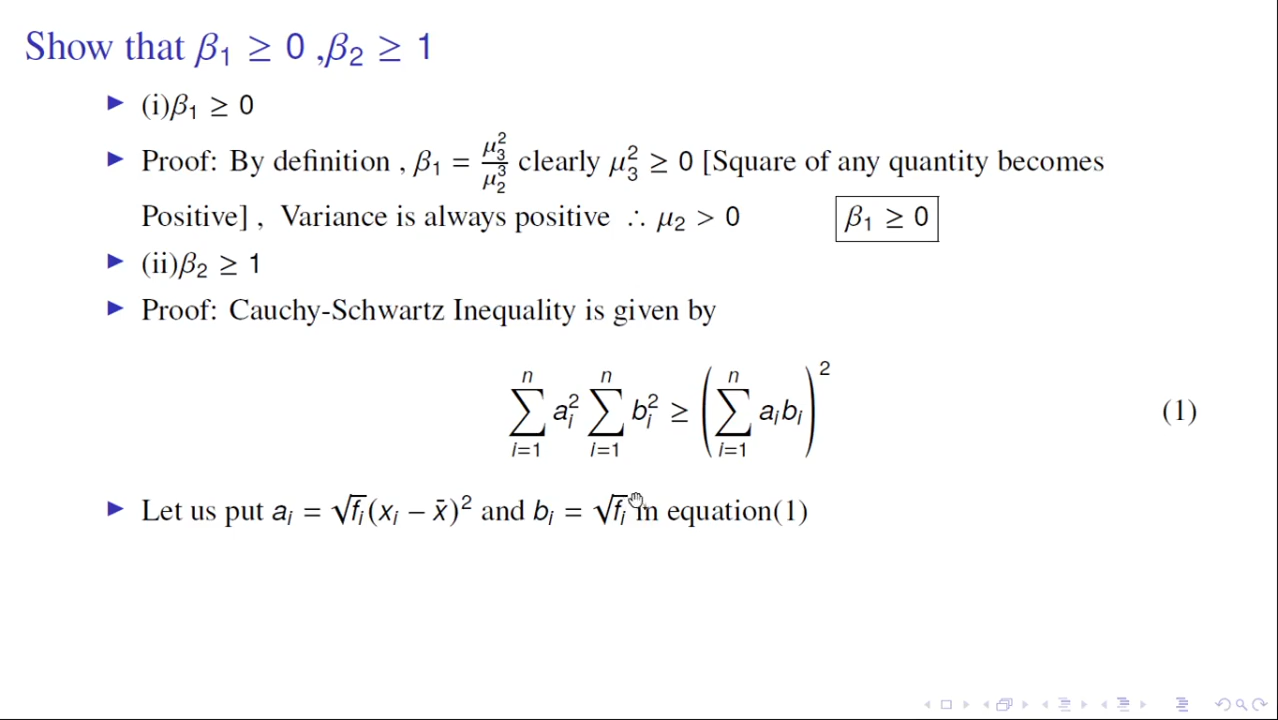 Show that β₁ ≥ 0 ,β₂ ≥ 1
(i)β₁ ≥ 0
Proof: By definition , β₁ = μ₃²/μ₂³ clearly μ₃² ≥ 0 [Square of any quantity becomes
Positive] , Variance is always positive ∴ μ₂ > 0 β₁ ≥ 0
(ii)β₂ ≥ 1
Proof: Cauchy-Schwartz Inequality is given by
∑ᵢ₌₁ⁿ aᵢ² ∑ᵢ₌₁ⁿ bᵢ² ≥ (∑ᵢ₌₁ⁿ aᵢbᵢ)² (1)
Let us put aᵢ = √fᵢ(xᵢ − x̄)² and bᵢ = √fᵢ in equation(1)